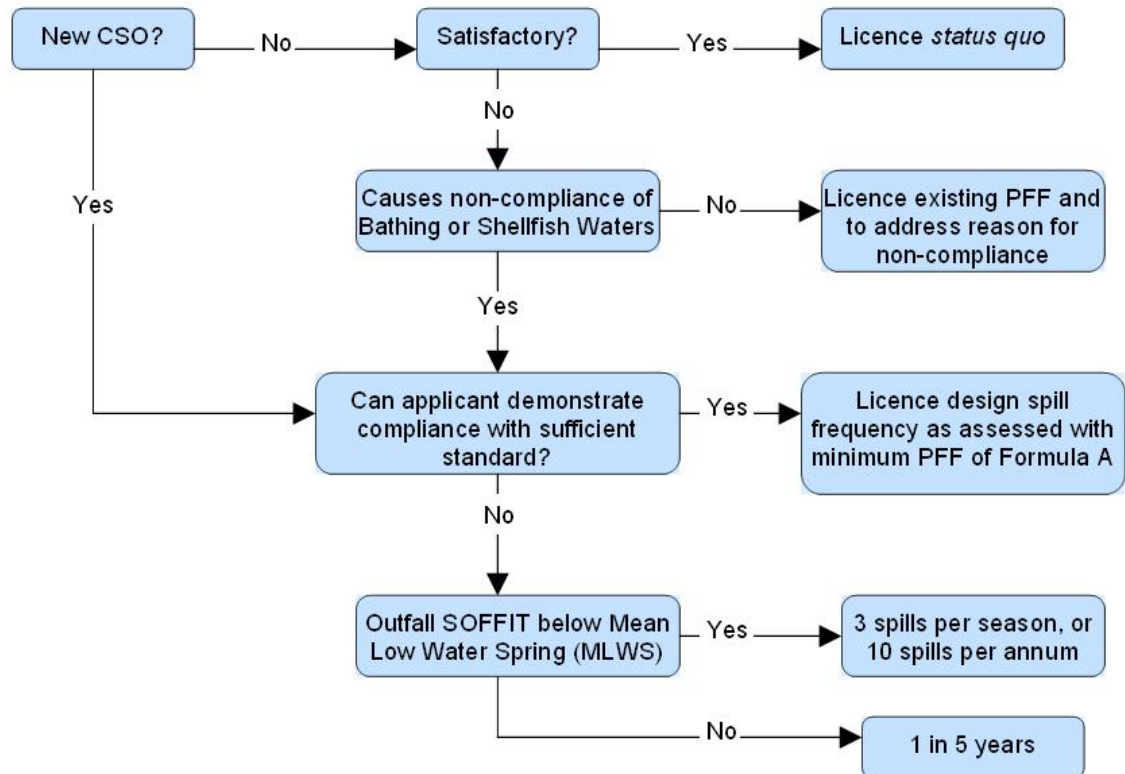 New CSO?
No
Satisfactory?
Yes
Licence status quo
No
Yes
Causes non-compliance of
Bathing or Shellfish Waters
No
Licence existing PFF and
to address reason for
non-compliance
Yes
Can applicant demonstrate
compliance with sufficient
standard?
Yes
Licence design spill
frequency as assessed with
minimum PFF of Formula A
No
Outfall SOFFIT below Mean
Low Water Spring (MLWS)
Yes
3 spills per season, or
10 spills per annum
No
1 in 5 years